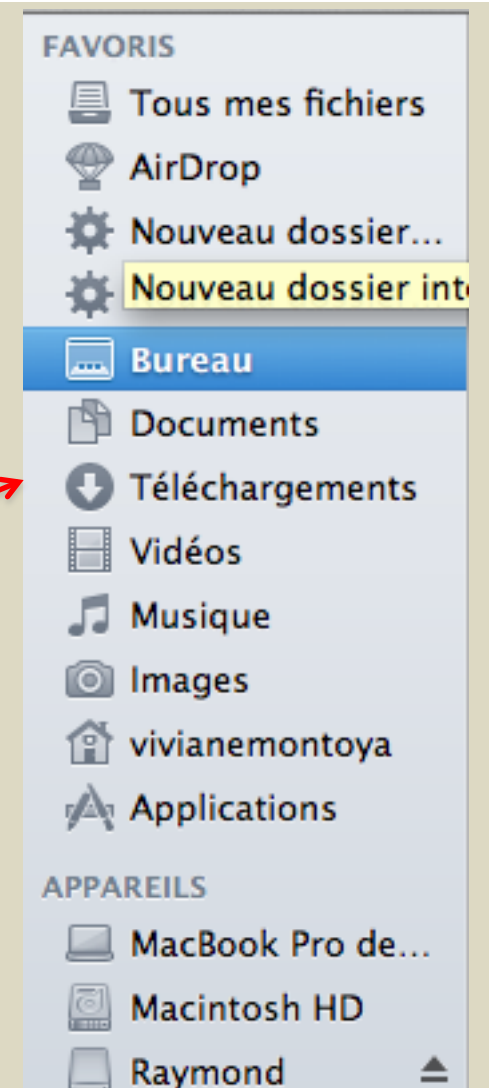 FAVORIS
Tous mes fichiers
AirDrop
Nouveau dossier...
Nouveau dossier int
Bureau
Documents
Téléchargements
Vidéos
Musique
Images
vivianemontoya
Applications
APPAREILS
MacBook Pro de...
Macintosh HD
Raymond